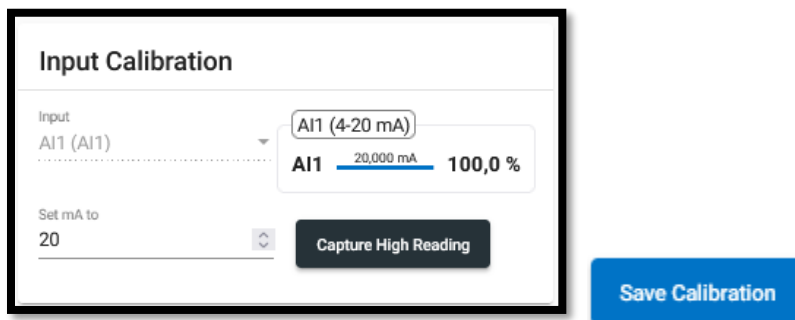 Input Calibration
Input
AI1 (AI1)
AI1 (4-20 mA)
AI1 20,000 mA 100,0 %
Set mA to
20
Capture High Reading
Save Calibration